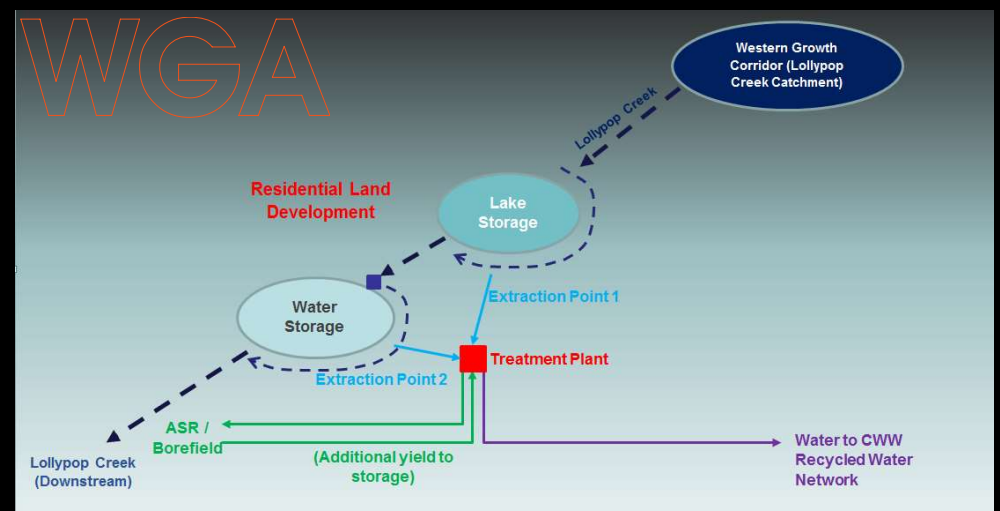 WGA
Western Growth
Corridor (Lollypop
Creek Catchment)
Lollypop Creek
Residential Land
Development
Lake
Storage
Extraction Point 1
Water
Storage
Treatment Plant
Extraction Point 2
ASR /
Borefield
(Additional yield to
storage)
Water to CWW
Recycled Water
Network
Lollypop Creek
(Downstream)